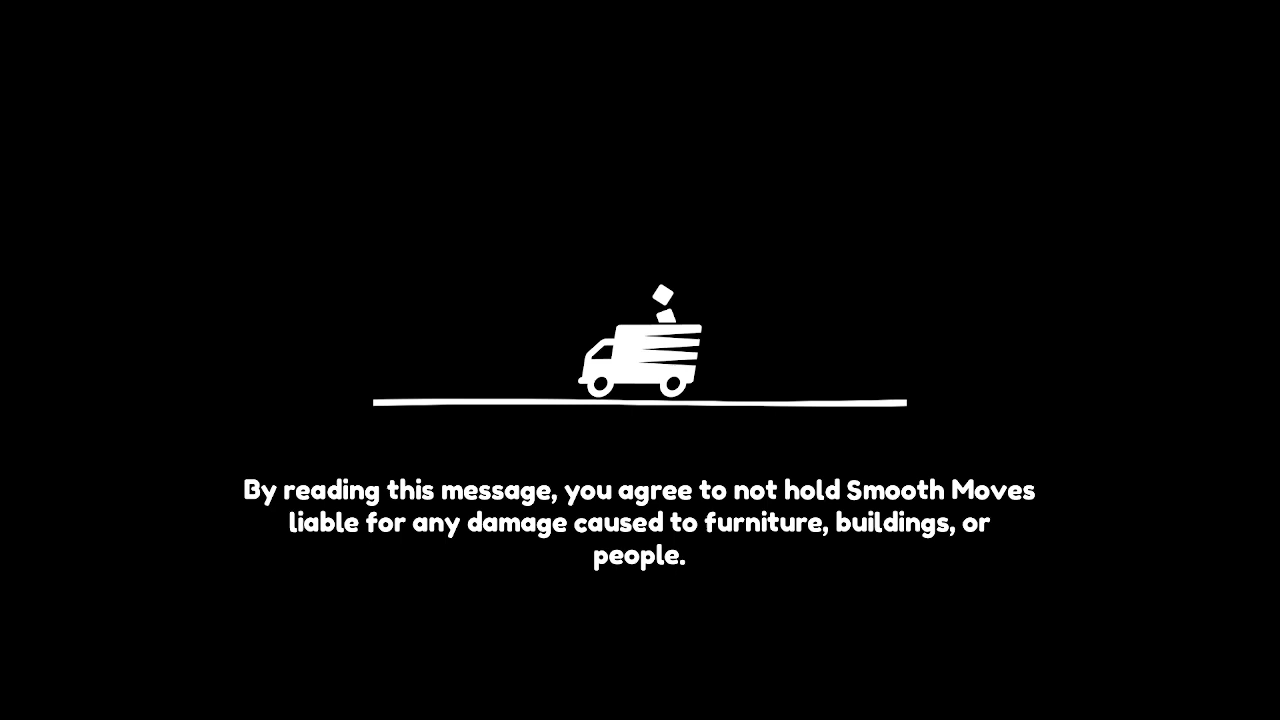 By reading this message, you agree to not hold Smooth Moves
liable for any damage caused to furniture, buildings, or
people.